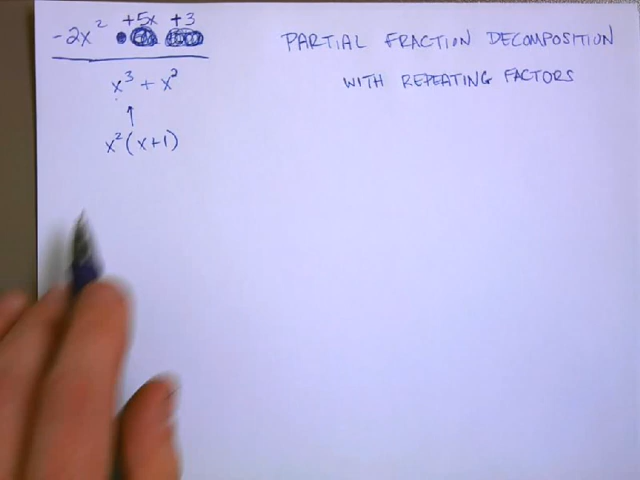 -2x² +5x +3
x³ + x²
x²(x+1)
PARTIAL FRACTION DECOMPOSITION
WITH REPEATING FACTORS